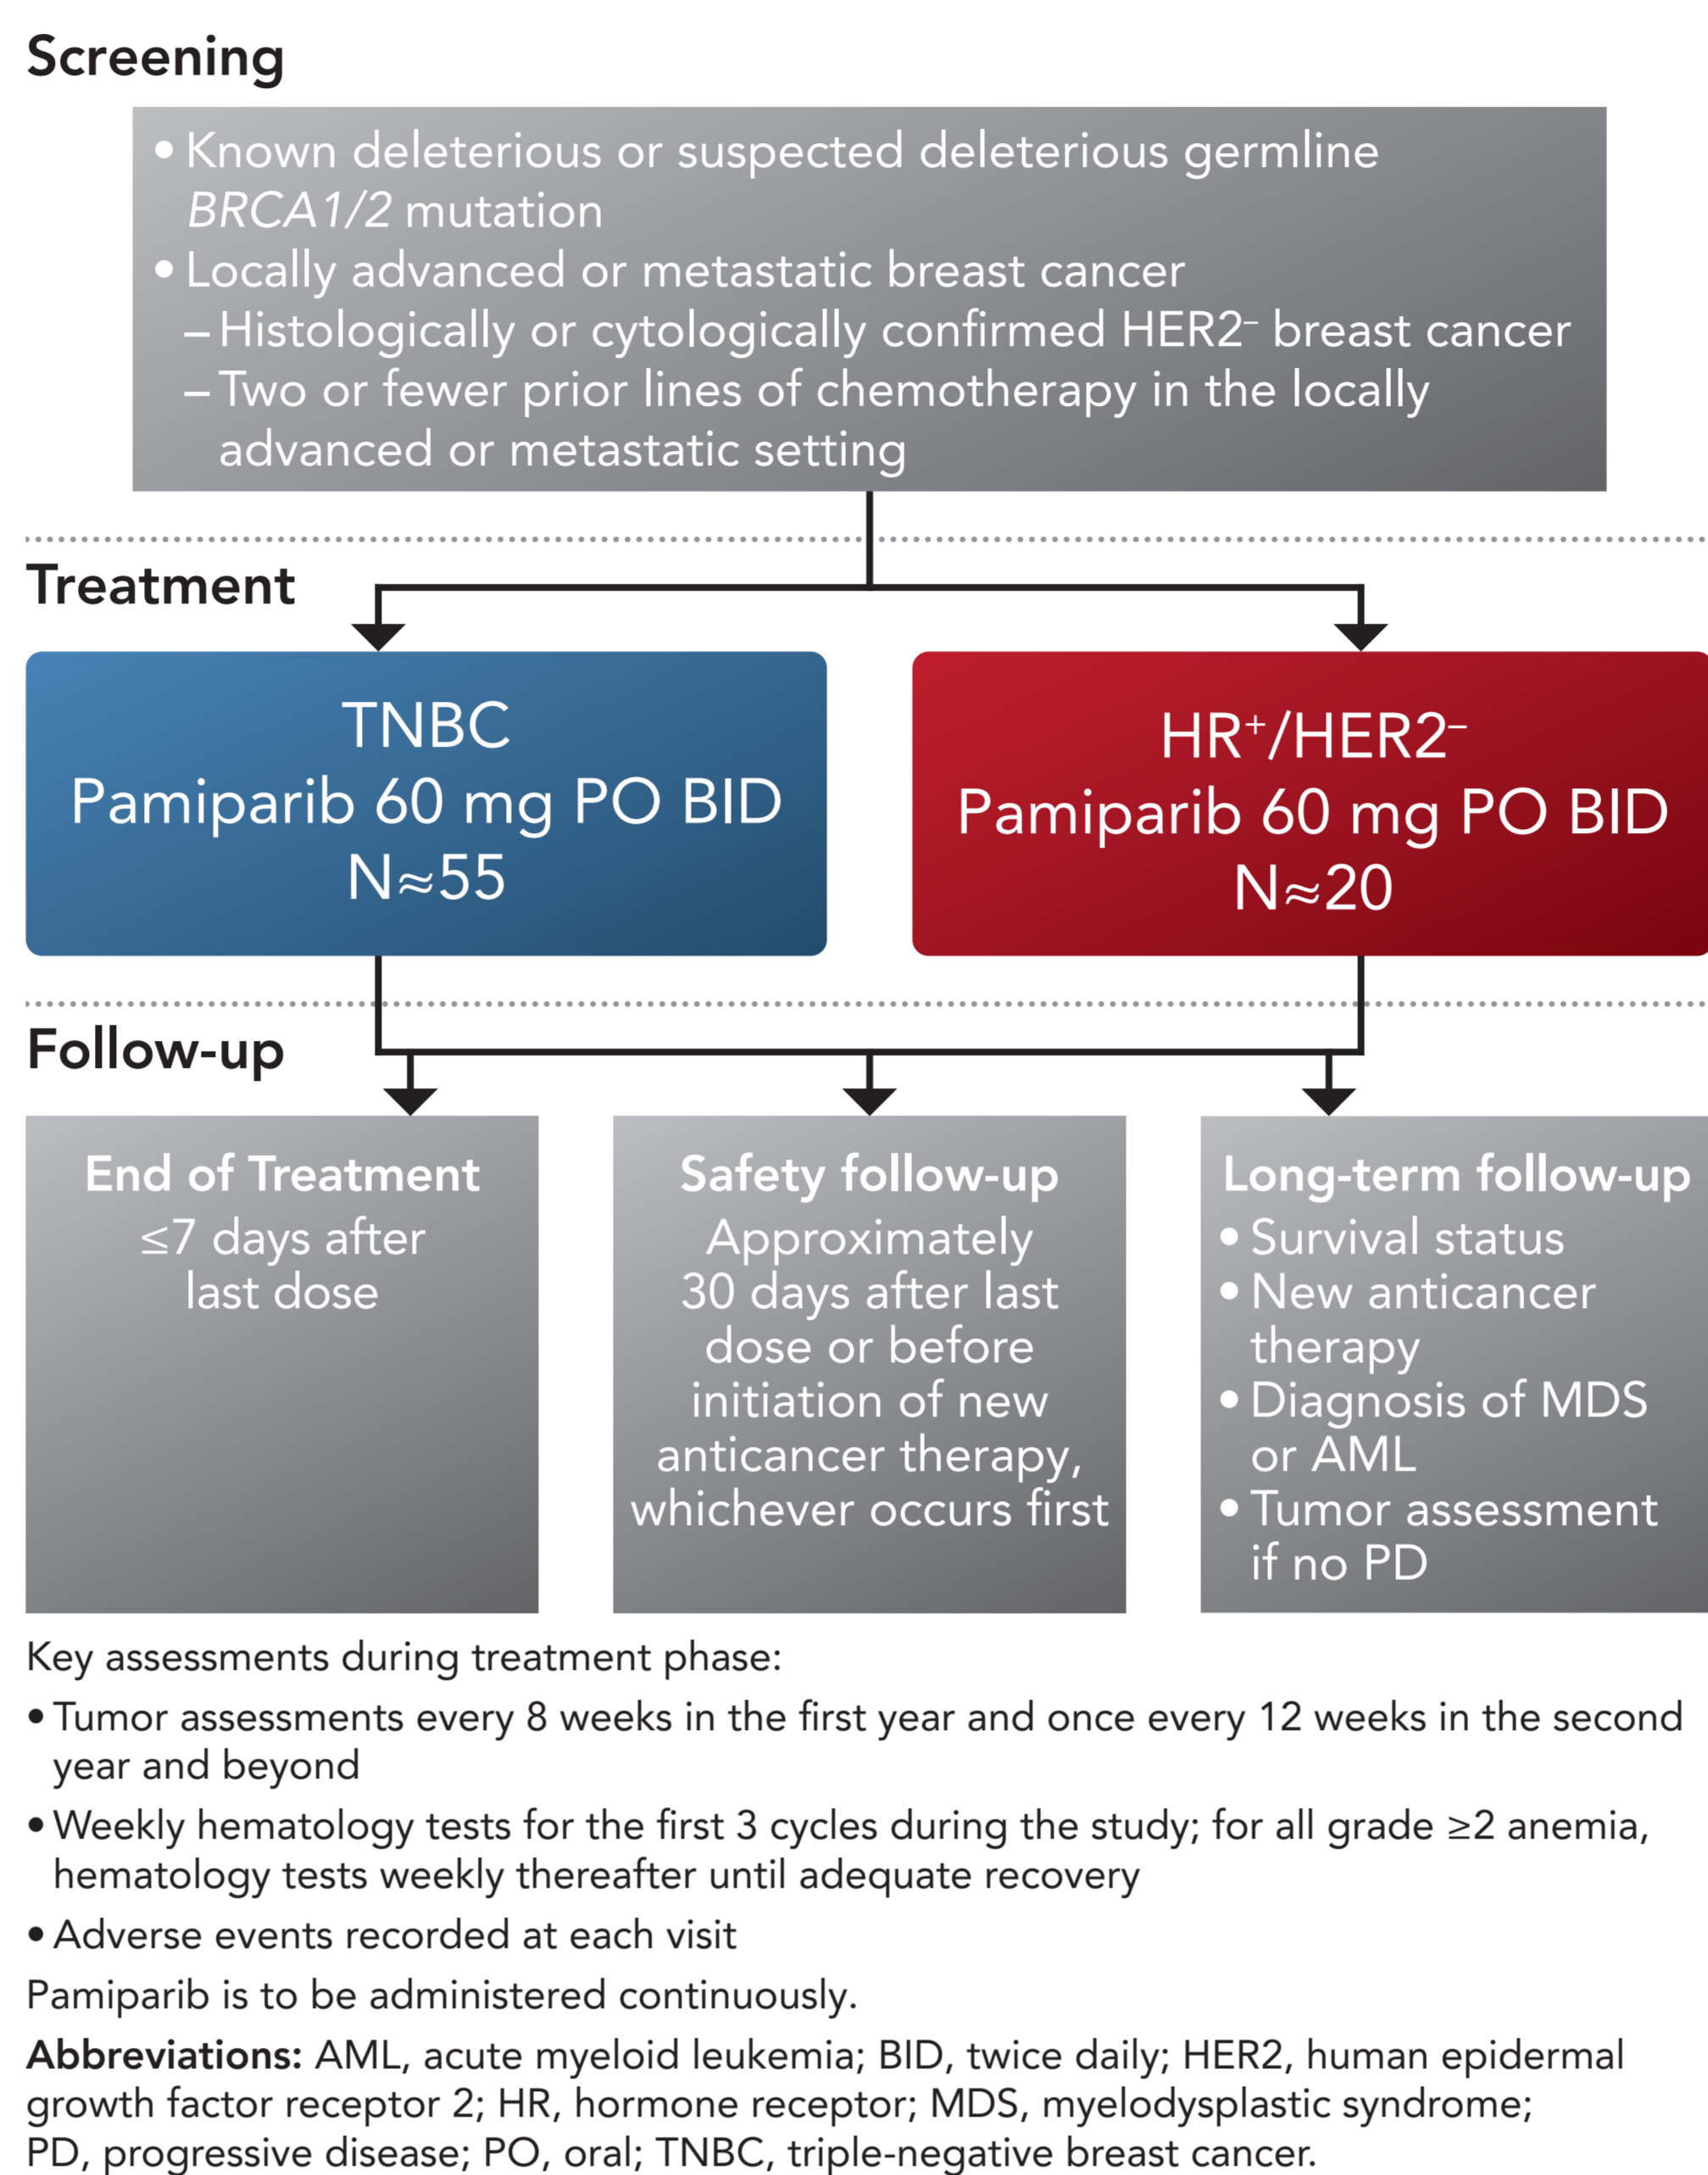 Screening
• Known deleterious or suspected deleterious germline
BRCA1/2 mutation
• Locally advanced or metastatic breast cancer
– Histologically or cytologically confirmed HER2⁻ breast cancer
– Two or fewer prior lines of chemotherapy in the locally
advanced or metastatic setting
Treatment
TNBC
Pamiparib 60 mg PO BID
N≈55
HR⁺/HER2⁻
Pamiparib 60 mg PO BID
N≈20
Follow-up
End of Treatment
≤7 days after
last dose
Safety follow-up
Approximately
30 days after last
dose or before
initiation of new
anticancer therapy,
whichever occurs first
Long-term follow-up
• Survival status
• New anticancer
therapy
• Diagnosis of MDS
or AML
• Tumor assessment
if no PD
Key assessments during treatment phase:
• Tumor assessments every 8 weeks in the first year and once every 12 weeks in the second
year and beyond
• Weekly hematology tests for the first 3 cycles during the study; for all grade ≥2 anemia,
hematology tests weekly thereafter until adequate recovery
• Adverse events recorded at each visit
Pamiparib is to be administered continuously.
Abbreviations: AML, acute myeloid leukemia; BID, twice daily; HER2, human epidermal
growth factor receptor 2; HR, hormone receptor; MDS, myelodysplastic syndrome;
PD, progressive disease; PO, oral; TNBC, triple-negative breast cancer.